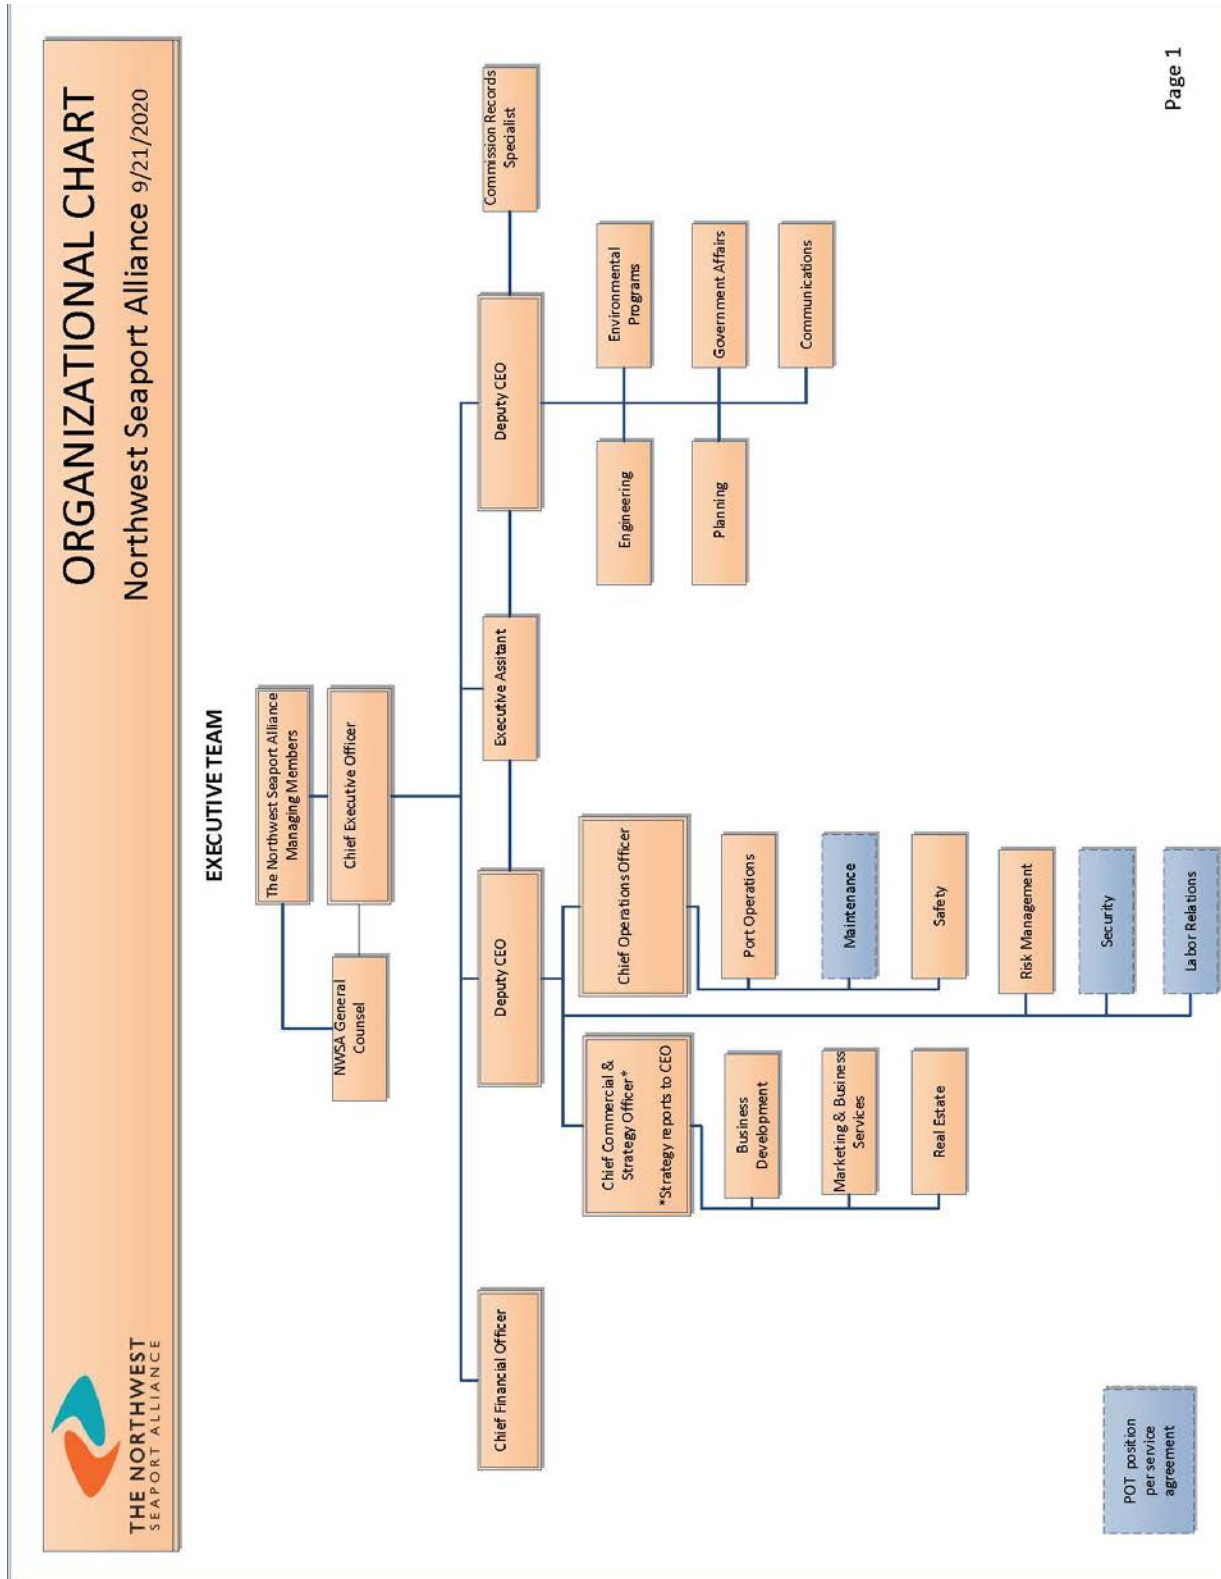 THE NORTHWEST
SEAPORT ALLIANCE
ORGANIZATIONAL CHART
Northwest Seaport Alliance 9/21/2020
EXECUTIVE TEAM
The Northwest Seaport Alliance
Managing Members
NWSA General
Counsel
Chief Executive Officer
Chief Financial Officer
Deputy CEO
Executive Assitant
Deputy CEO
Commission Records
Specialist
Chief Commercial &
Strategy Officer*
*Strategy reports to CEO
Chief Operations Officer
Engineering
Environmental
Programs
Business
Development
Port Operations
Planning
Government Affairs
Marketing & Business
Services
Maintenance
Communications
Real Estate
Safety
Risk Management
Security
Labor Relations
POT position
per service
agreement
Page 1